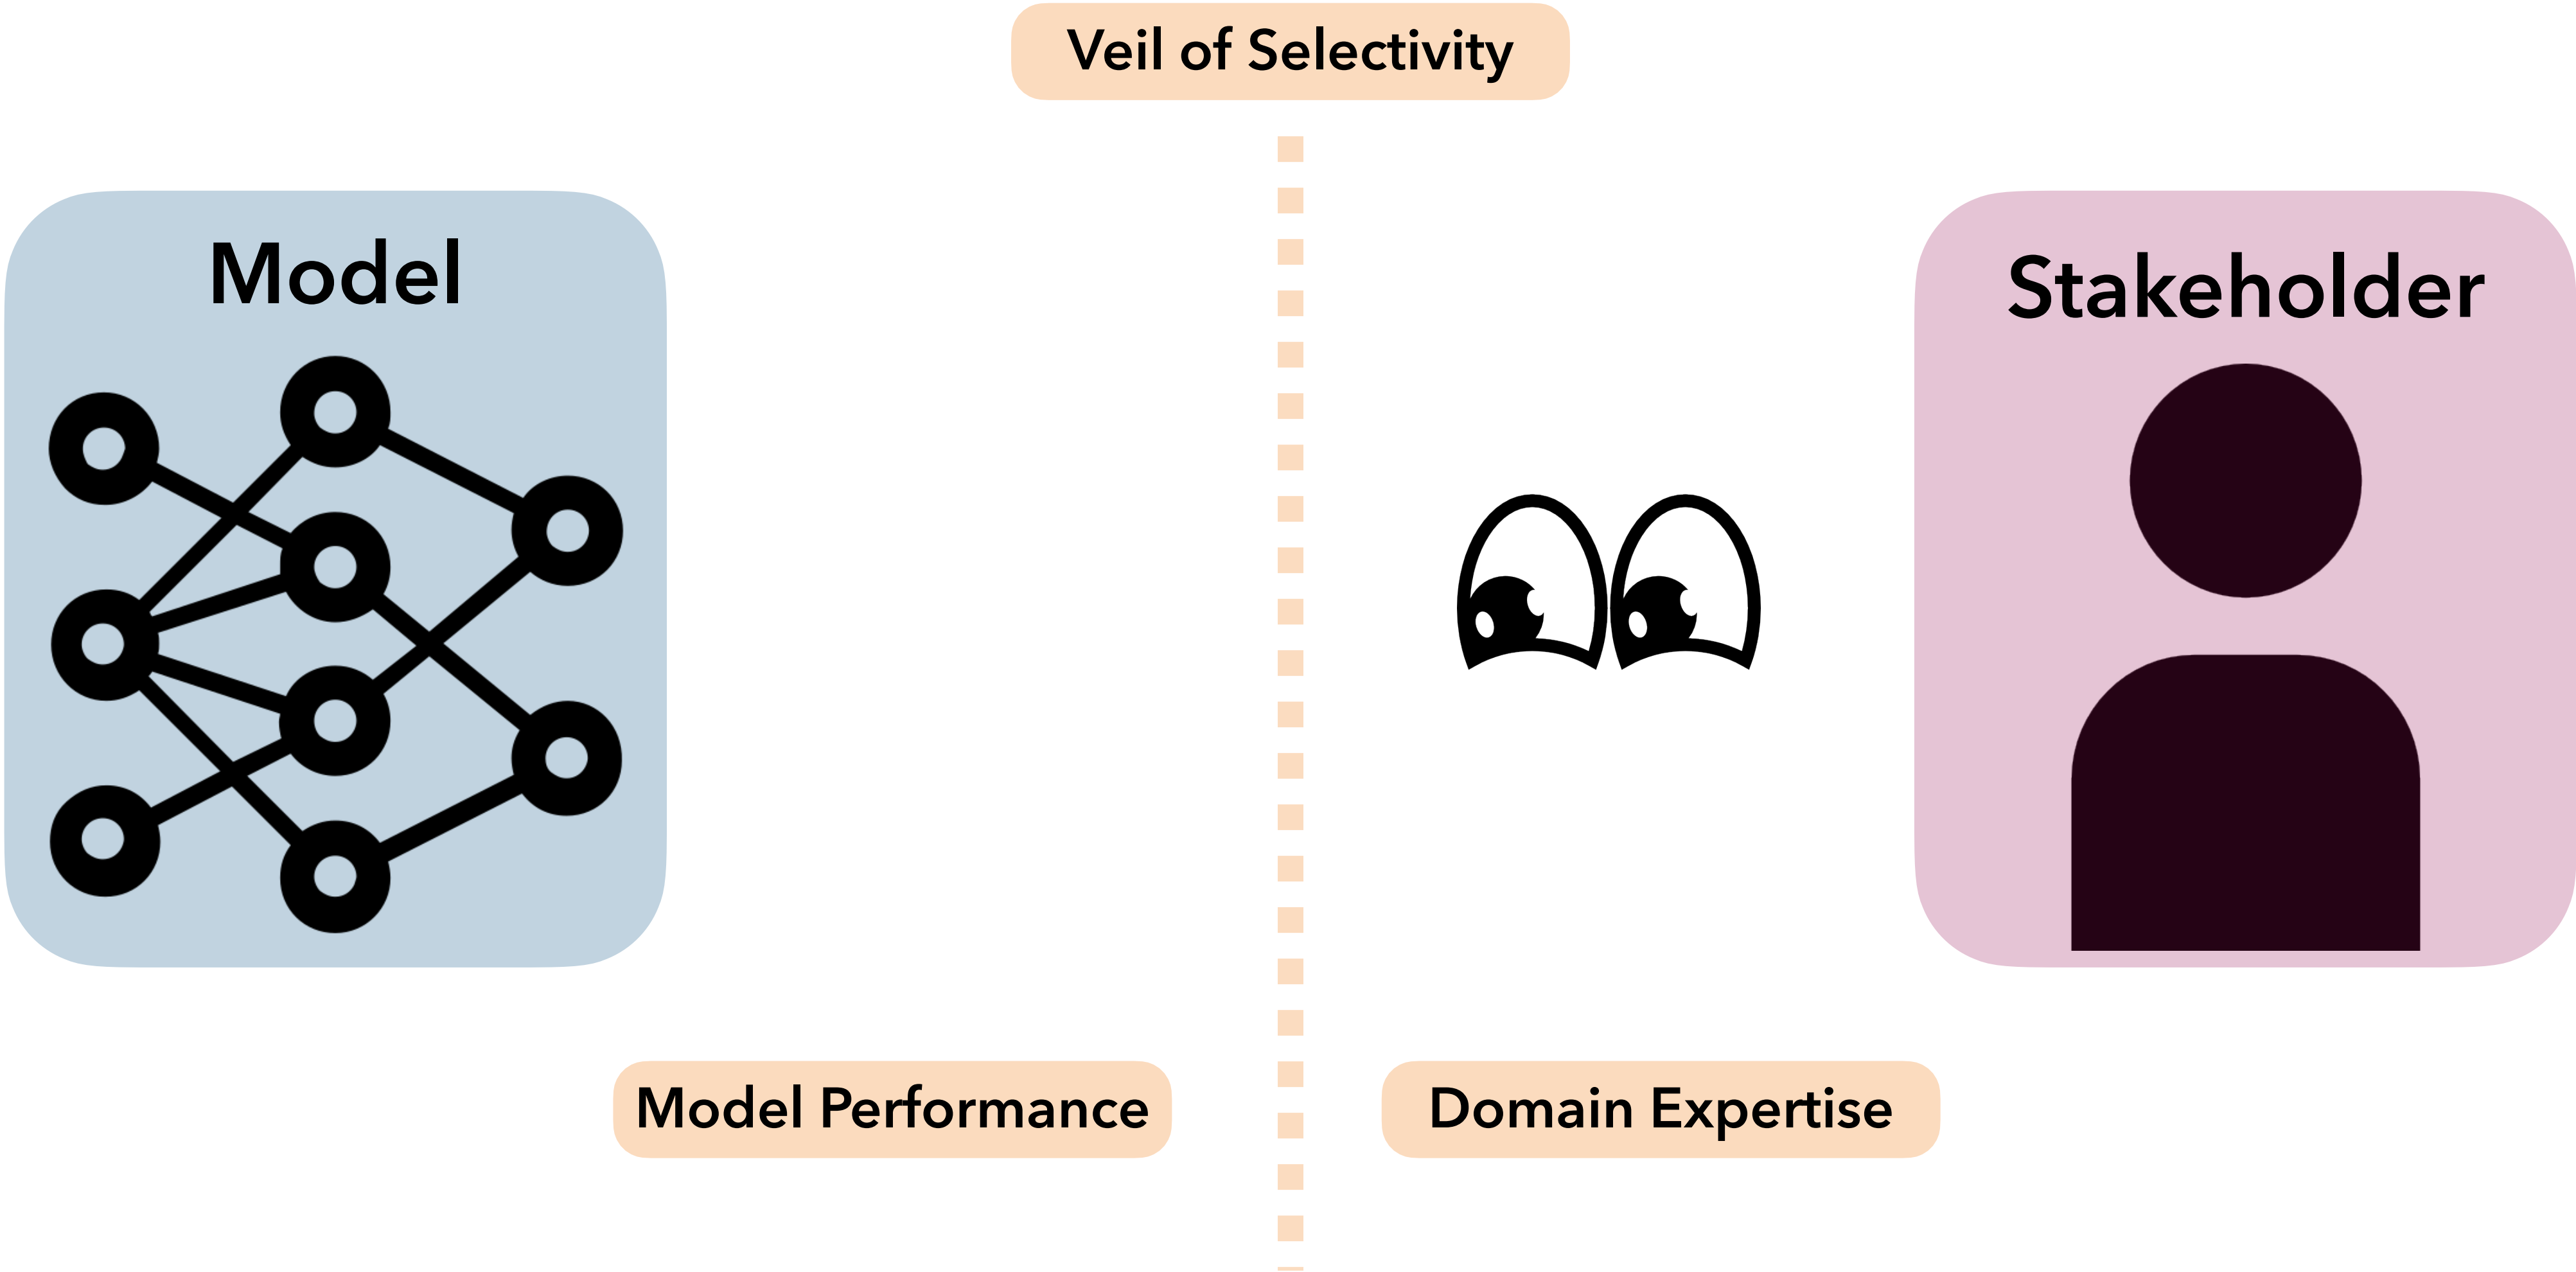 Veil of Selectivity
Model
Stakeholder
Model Performance
Domain Expertise